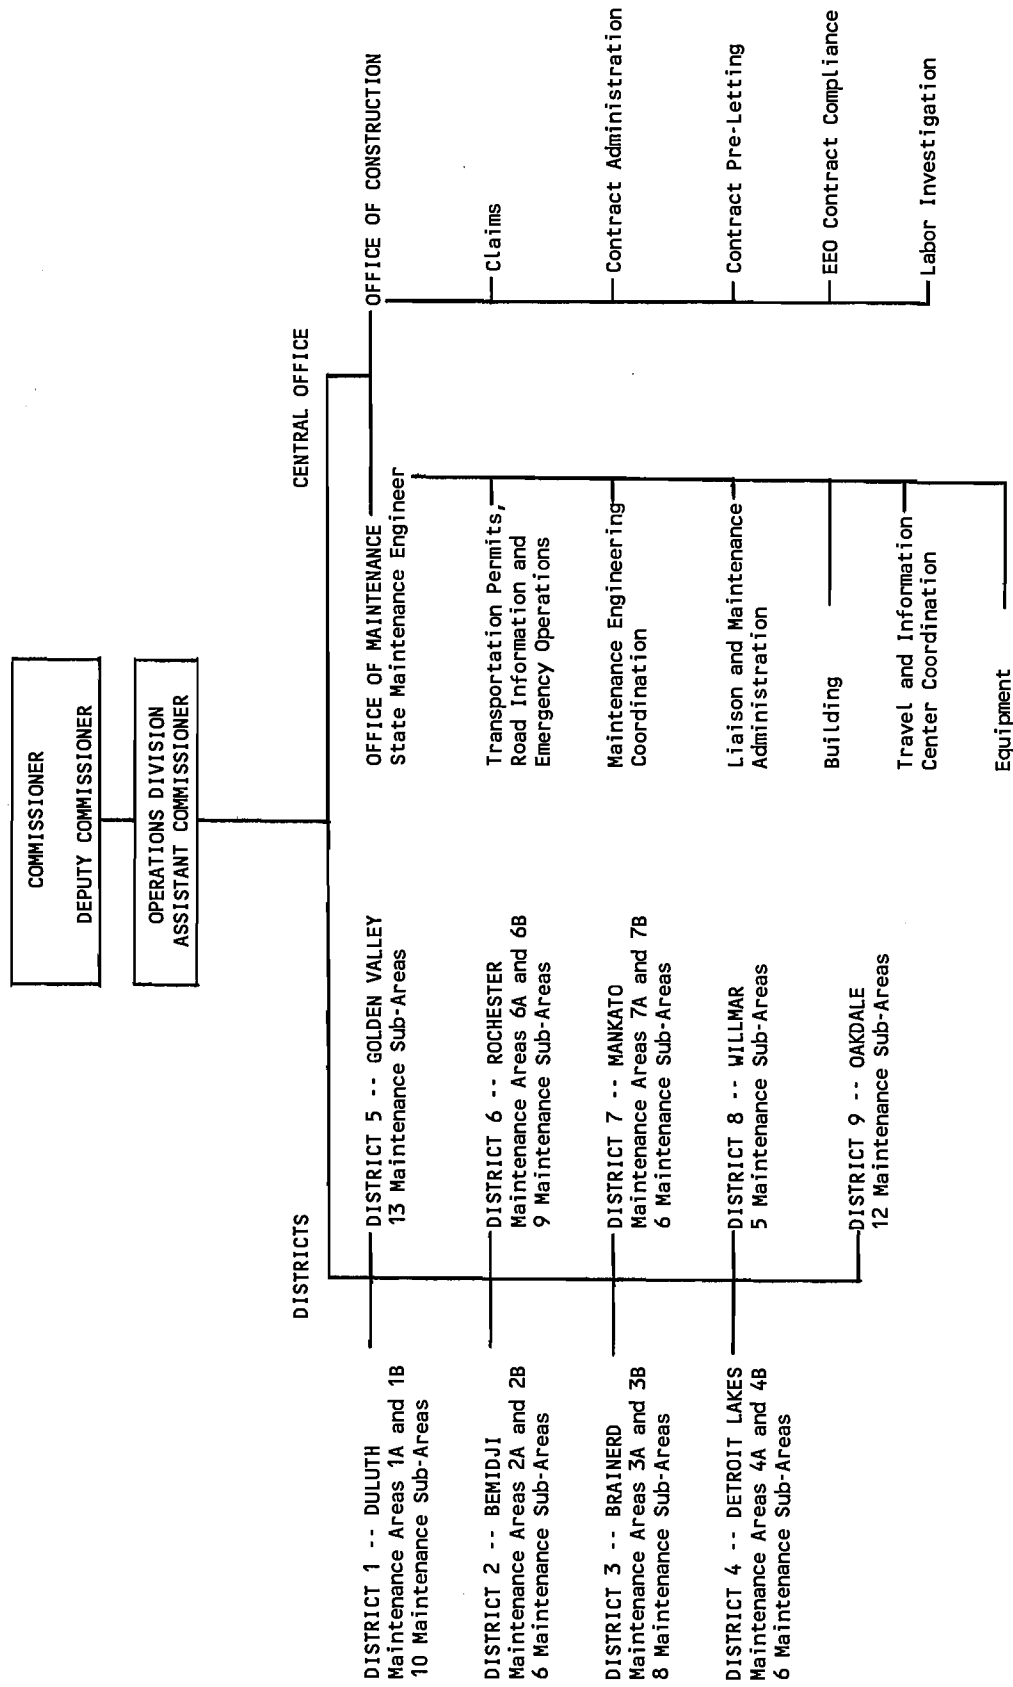 COMMISSIONER
DEPUTY COMMISSIONER
OPERATIONS DIVISION
ASSISTANT COMMISSIONER
DISTRICTS
DISTRICT 1 -- DULUTH
Maintenance Areas 1A and 1B
10 Maintenance Sub-Areas
DISTRICT 2 -- BEMIDJI
Maintenance Areas 2A and 2B
6 Maintenance Sub-Areas
DISTRICT 3 -- BRAINERD
Maintenance Areas 3A and 3B
8 Maintenance Sub-Areas
DISTRICT 4 -- DETROIT LAKES
Maintenance Areas 4A and 4B
6 Maintenance Sub-Areas
DISTRICT 5 -- GOLDEN VALLEY
13 Maintenance Sub-Areas
DISTRICT 6 -- ROCHESTER
Maintenance Areas 6A and 6B
9 Maintenance Sub-Areas
DISTRICT 7 -- MANKATO
Maintenance Areas 7A and 7B
6 Maintenance Sub-Areas
DISTRICT 8 -- WILLMAR
5 Maintenance Sub-Areas
DISTRICT 9 -- OAKDALE
12 Maintenance Sub-Areas
CENTRAL OFFICE
OFFICE OF MAINTENANCE
State Maintenance Engineer
Transportation Permits,
Road Information and
Emergency Operations
Maintenance Engineering
Coordination
Liaison and Maintenance
Administration
Building
Travel and Information
Center Coordination
Equipment
OFFICE OF CONSTRUCTION
Claims
Contract Administration
Contract Pre-Letting
EEO Contract Compliance
Labor Investigation